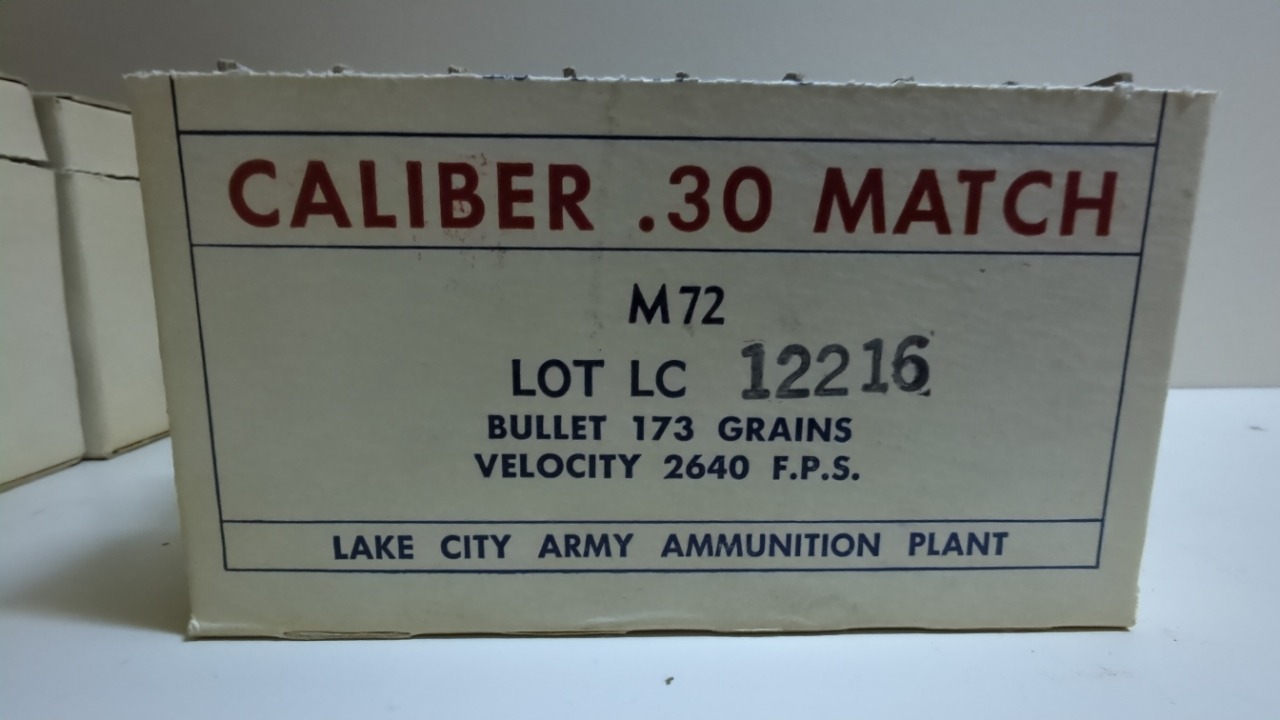 CALIBER .30 MATCH
M72
LOT LC 12216
BULLET 173 GRAINS
VELOCITY 2640 F.P.S.
LAKE CITY ARMY AMMUNITION PLANT